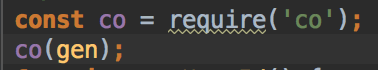 const co = require('co');
co(gen);